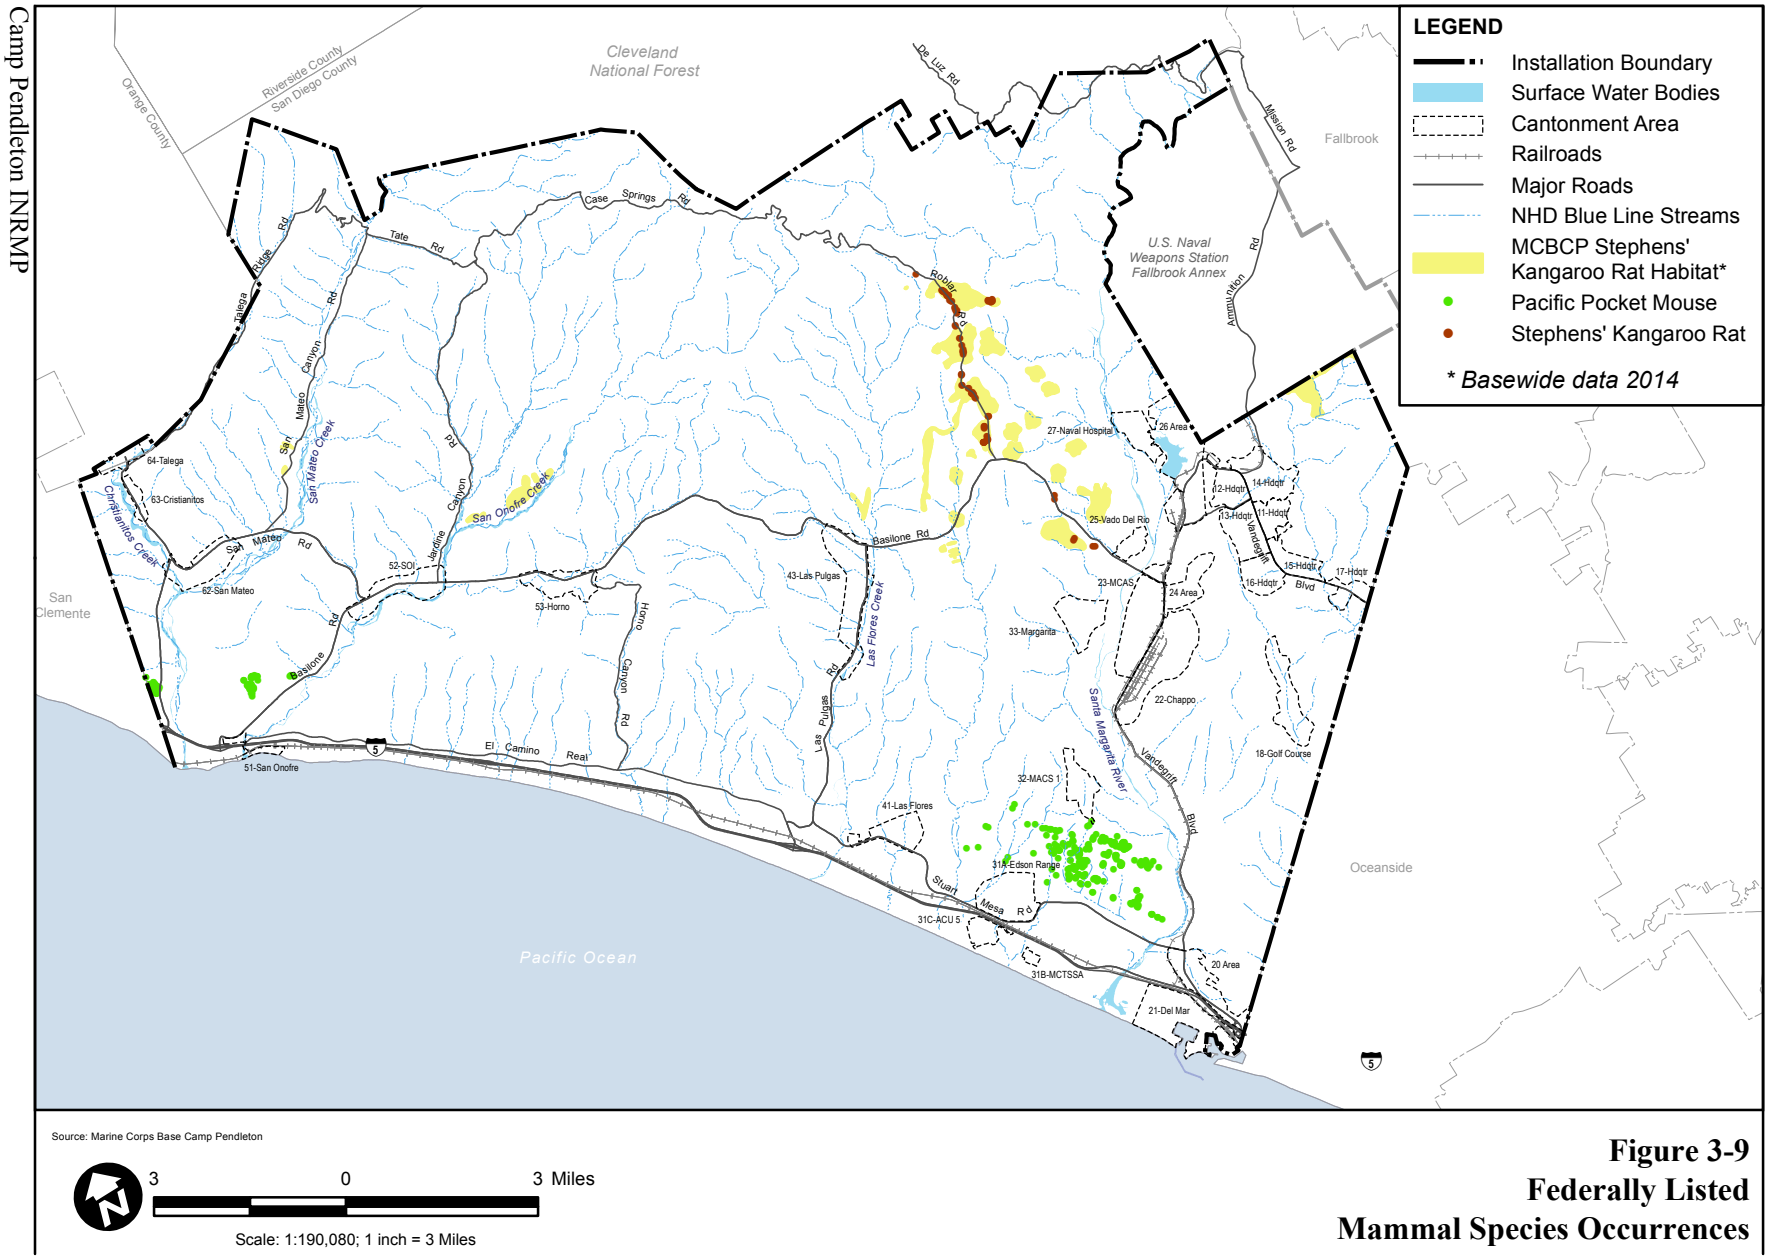 Camp Pendleton INRMP
Riverside County
San Diego County
Orange County
Cleveland
National Forest
De Luz Rd
Mission Rd
Fallbrook
LEGEND
Installation Boundary
Surface Water Bodies
Cantonment Area
Railroads
Major Roads
NHD Blue Line Streams
MCBCP Stephens'
Kangaroo Rat Habitat*
Pacific Pocket Mouse
Stephens' Kangaroo Rat
* Basewide data 2014
Case Springs Rd
Tate Rd
Talega Ridge Rd
U.S. Naval
Weapons Station
Fallbrook Annex
Ammunition Rd
Roblar Rd
San Mateo Canyon Rd
San Mateo Creek
Jardine Canyon Rd
San Onofre Creek
27-Naval Hospital
26 Area
64-Talega
63-Cristianitos
Christianitos Creek
12-Hdqtr
14-Hdqtr
13-Hdqtr
11-Hdqtr
25-Vado Del Rio
Basilone Rd
San Mateo Rd
52-SOI
62-San Mateo
53-Horno
43-Las Pulgas
Las Flores Creek
23-MCAS
24 Area
Vandegrift Blvd
15-Hdqtr
16-Hdqtr
17-Hdqtr
San
Clemente
33-Margarita
Horno Canyon Rd
Basilone Rd
Las Pulgas Rd
Santa Margarita River
22-Chappo
18-Golf Course
El Camino Real
5
51-San Onofre
32-MACS 1
Vandegrift Blvd
41-Las Flores
31A-Edson Range
Stuart Mesa Rd
31C-ACU 5
31B-MCTSSA
20 Area
21-Del Mar
Oceanside
Pacific Ocean
5
Source: Marine Corps Base Camp Pendleton
N
3 0 3 Miles
Scale: 1:190,080; 1 inch = 3 Miles
Figure 3-9
Federally Listed
Mammal Species Occurrences